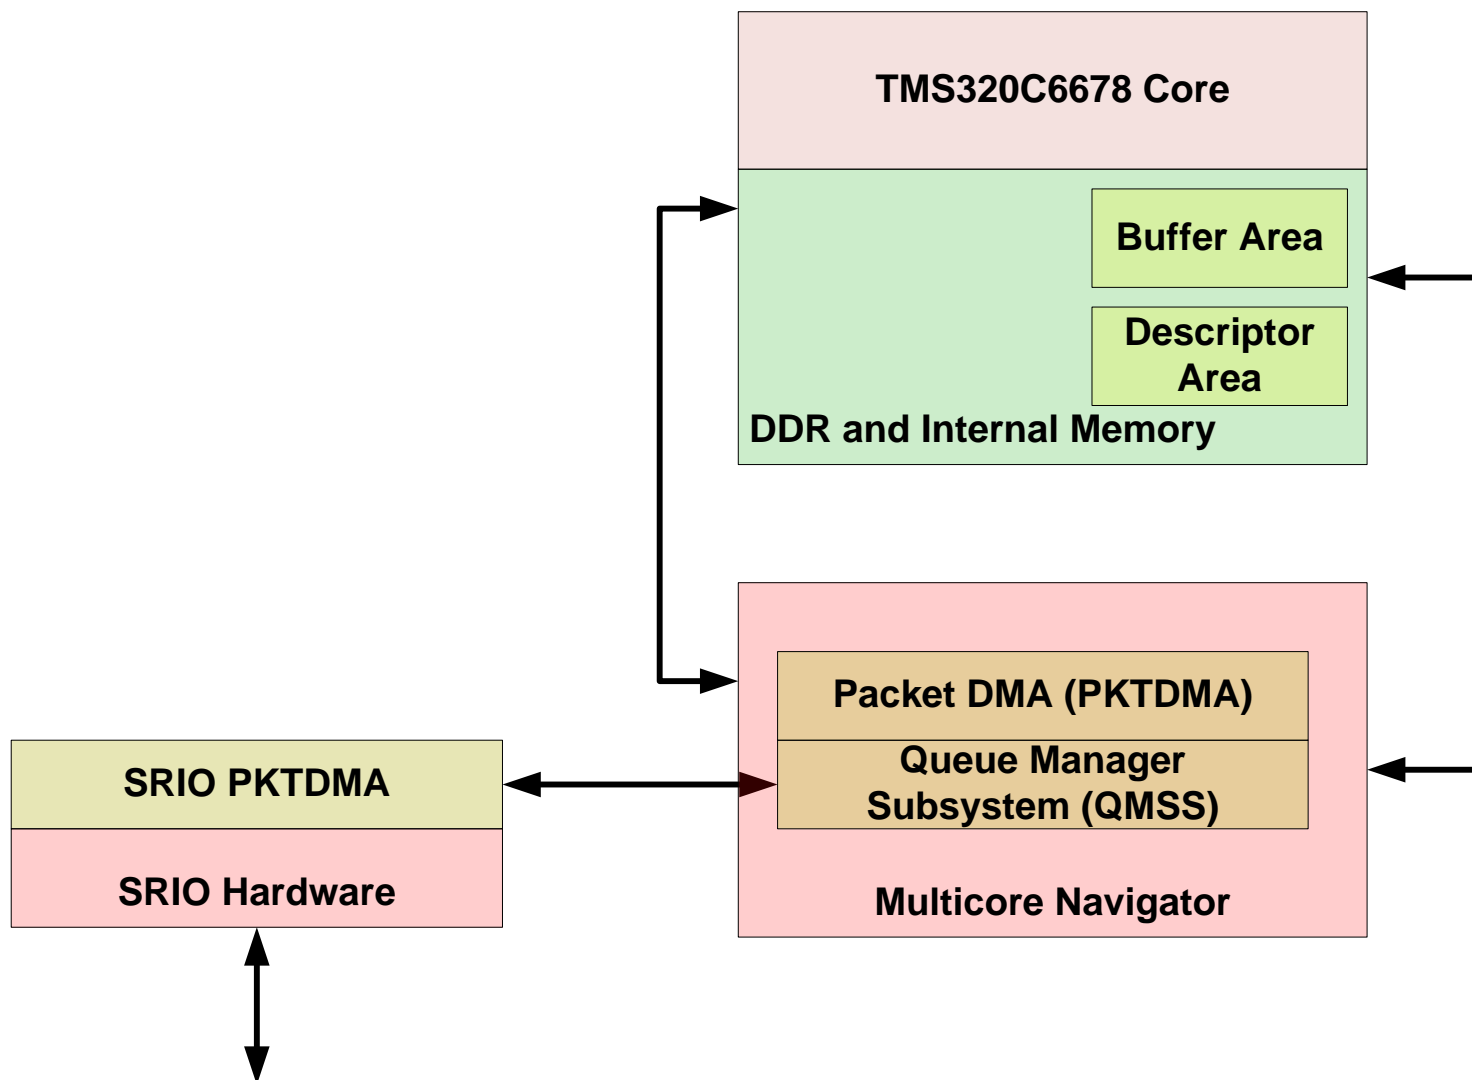 TMS320C6678 Core
Buffer Area
Descriptor
Area
DDR and Internal Memory
Packet DMA (PKTDMA)
Queue Manager
Subsystem (QMSS)
Multicore Navigator
SRIO PKTDMA
SRIO Hardware